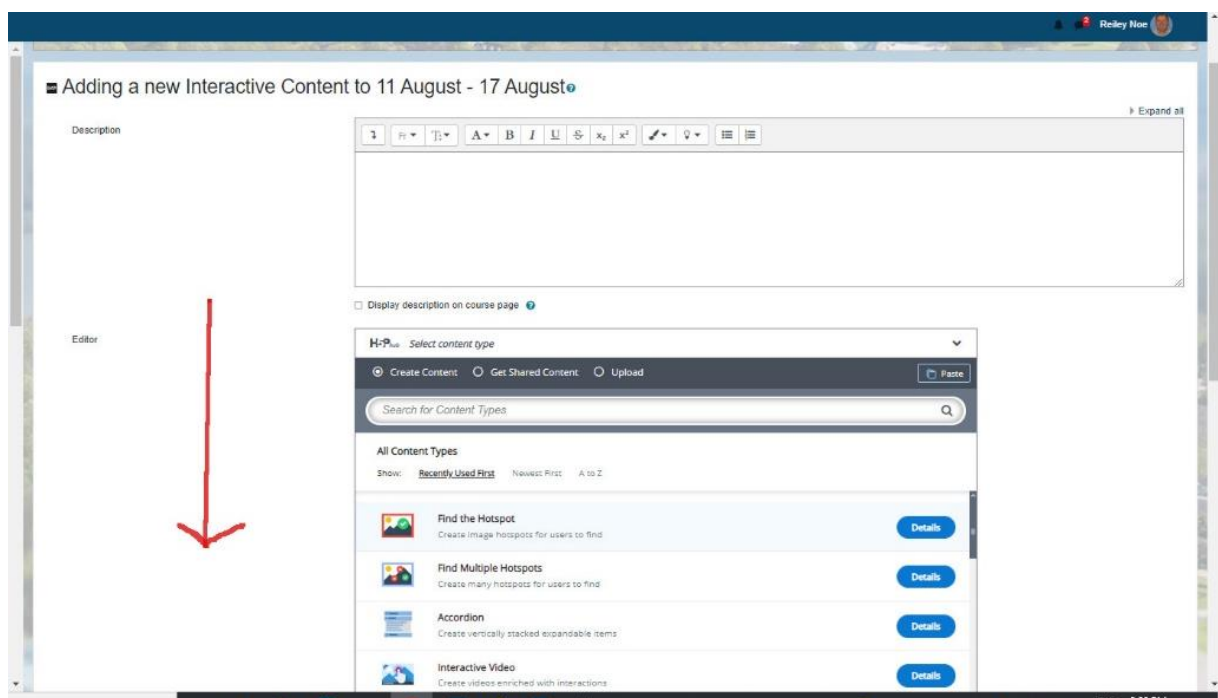 2
Reiley Noe
Adding a new Interactive Content to 11 August - 17 August
Expand all
Description
A B I U S x₂ x²
Display description on course page
Editor
H5P Select content type
Create Content Get Shared Content Upload
Paste
Search for Content Types
All Content Types
Show: Recently Used First Newest First A to Z
Find the Hotspot
Create image hotspots for users to find
Details
Find Multiple Hotspots
Create many hotspots for users to find
Details
Accordion
Create vertically stacked expandable items
Details
Interactive Video
Create videos enriched with interactions
Details